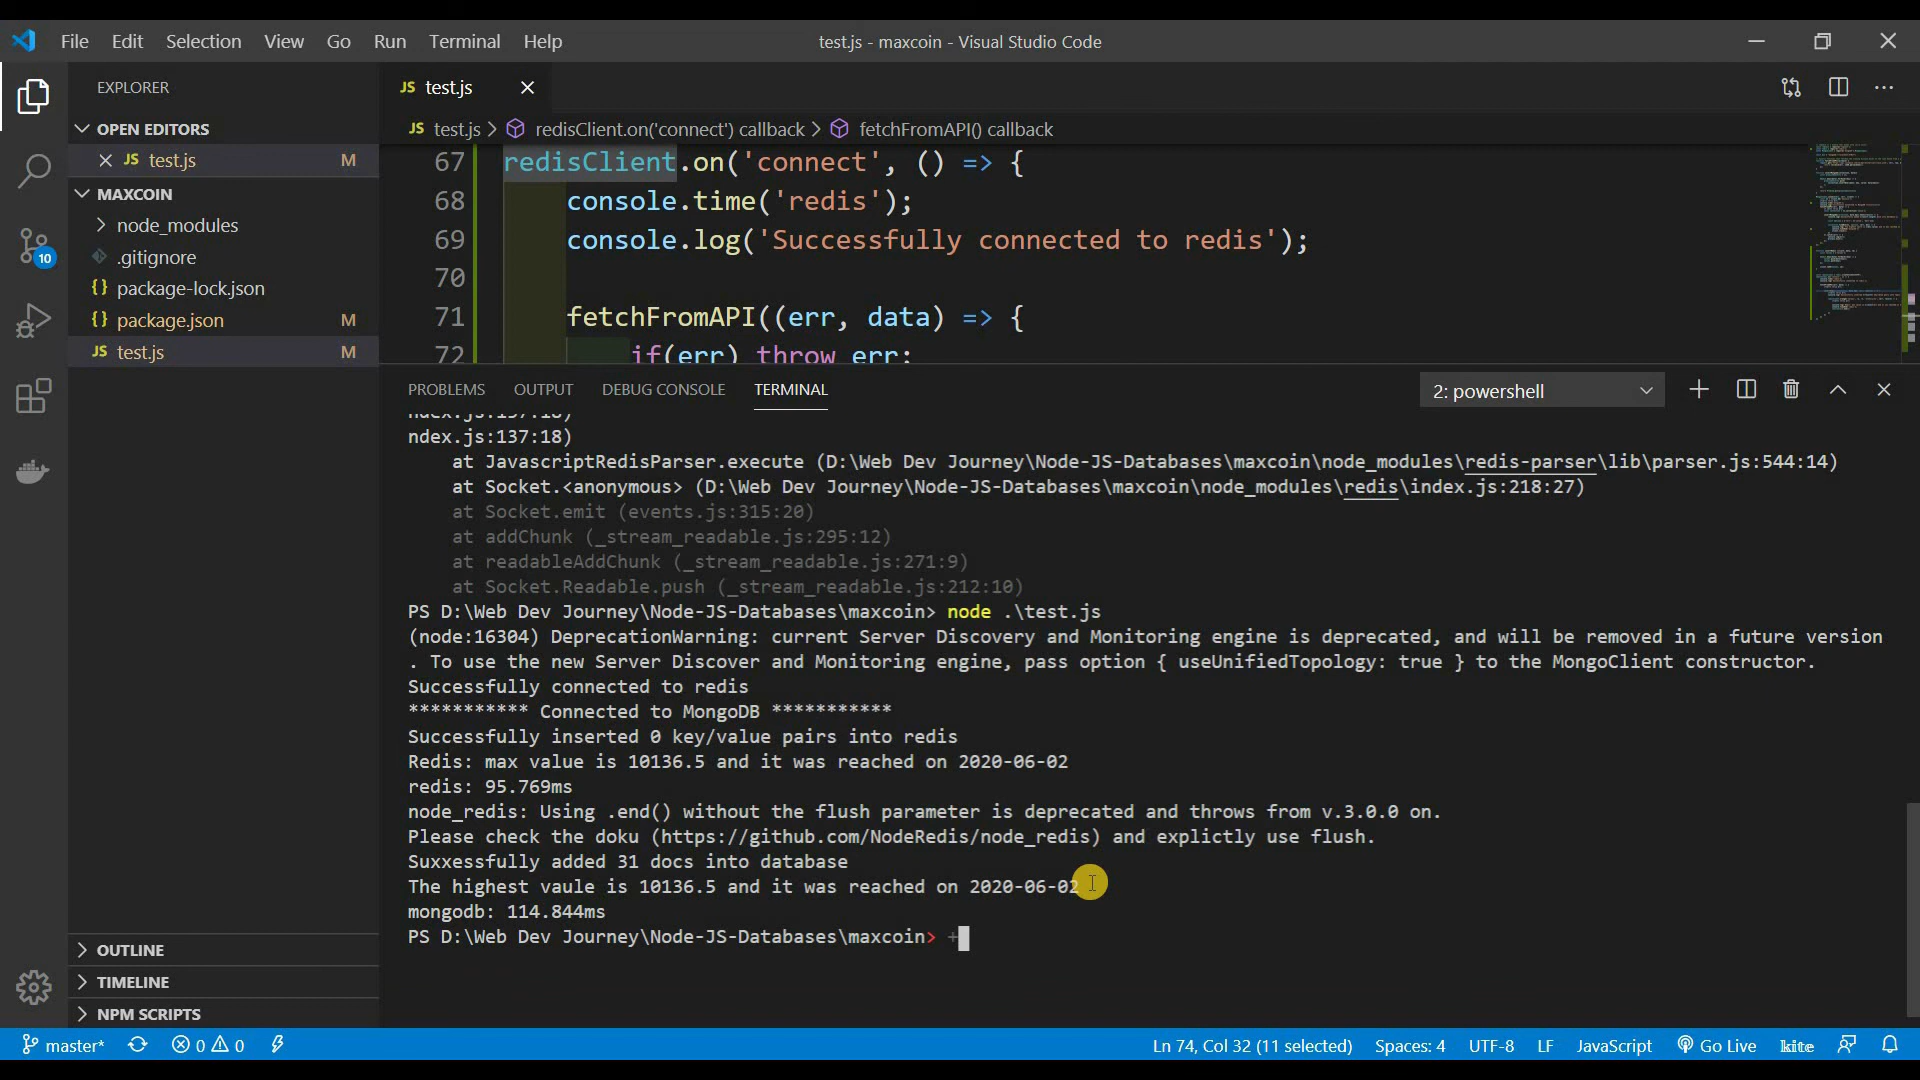 File Edit Selection View Go Run Terminal Help
test.js - maxcoin - Visual Studio Code
EXPLORER
OPEN EDITORS
JS test.js M
MAXCOIN
node_modules
.gitignore
{} package-lock.json
{} package.json M
JS test.js M
OUTLINE
TIMELINE
NPM SCRIPTS
10
JS test.js
JS test.js > redisClient.on('connect') callback > fetchFromAPI() callback
67 redisClient.on('connect', () => {
68 console.time('redis');
69 console.log('Successfully connected to redis');
70
71 fetchFromAPI((err, data) => {
72 if(err) throw err;
PROBLEMS OUTPUT DEBUG CONSOLE TERMINAL
2: powershell
ndex.js:137:18)
ndex.js:137:18)
at JavascriptRedisParser.execute (D:\Web Dev Journey\Node-JS-Databases\maxcoin\node_modules\redis-parser\lib\parser.js:544:14)
at Socket.<anonymous> (D:\Web Dev Journey\Node-JS-Databases\maxcoin\node_modules\redis\index.js:218:27)
at Socket.emit (events.js:315:20)
at addChunk (_stream_readable.js:295:12)
at readableAddChunk (_stream_readable.js:271:9)
at Socket.Readable.push (_stream_readable.js:212:10)
PS D:\Web Dev Journey\Node-JS-Databases\maxcoin> node .\test.js
(node:16304) DeprecationWarning: current Server Discovery and Monitoring engine is deprecated, and will be removed in a future version
. To use the new Server Discover and Monitoring engine, pass option { useUnifiedTopology: true } to the MongoClient constructor.
Successfully connected to redis
*********** Connected to MongoDB ***********
Successfully inserted 0 key/value pairs into redis
Redis: max value is 10136.5 and it was reached on 2020-06-02
redis: 95.769ms
node_redis: Using .end() without the flush parameter is deprecated and throws from v.3.0.0 on.
Please check the doku (https://github.com/NodeRedis/node_redis) and explictly use flush.
Suxxessfully added 31 docs into database
The highest vaule is 10136.5 and it was reached on 2020-06-02
mongodb: 114.844ms
PS D:\Web Dev Journey\Node-JS-Databases\maxcoin> +
master* 0 0
Ln 74, Col 32 (11 selected) Spaces: 4 UTF-8 LF JavaScript Go Live kite